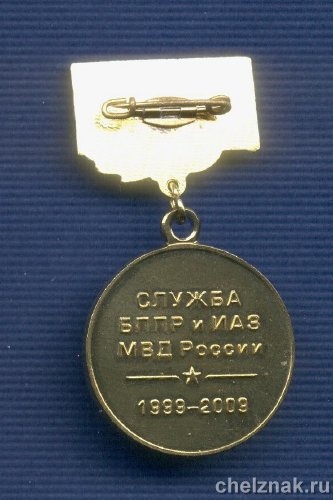 СЛУЖБА
БППР и ИАЗ
МВД России
1999-2009
chelznak.ru